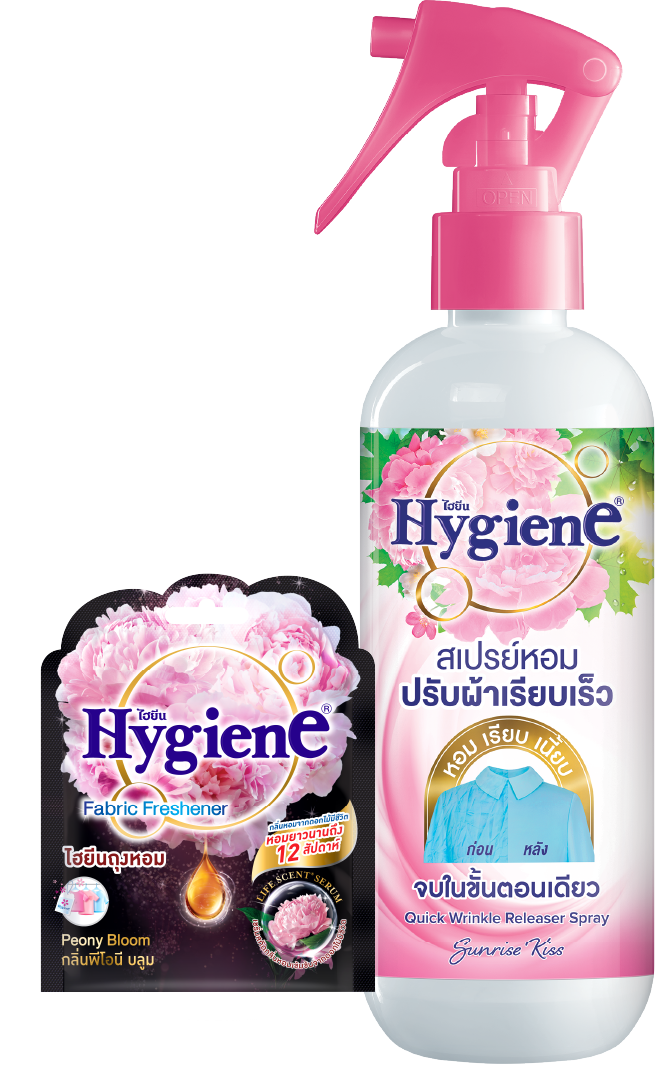 OPEN
ไฮยีน
Hygiene®
สเปรย์หอม
ปรับผ้าเรียบเร็ว
หอม เรียบ เนี้ยบ
ก่อน หลัง
จบในขั้นตอนเดียว
Quick Wrinkle Releaser Spray
Sunrise Kiss
ไฮยีน
Hygiene®
Fabric Freshener
ไฮยีนถุงหอม
กลิ่นหอมจากดอกไม้มีชีวิต
หอมยาวนานถึง
12 สัปดาห์
LIFE SCENT SERUM
Peony Bloom
กลิ่นพีโอนี บลูม